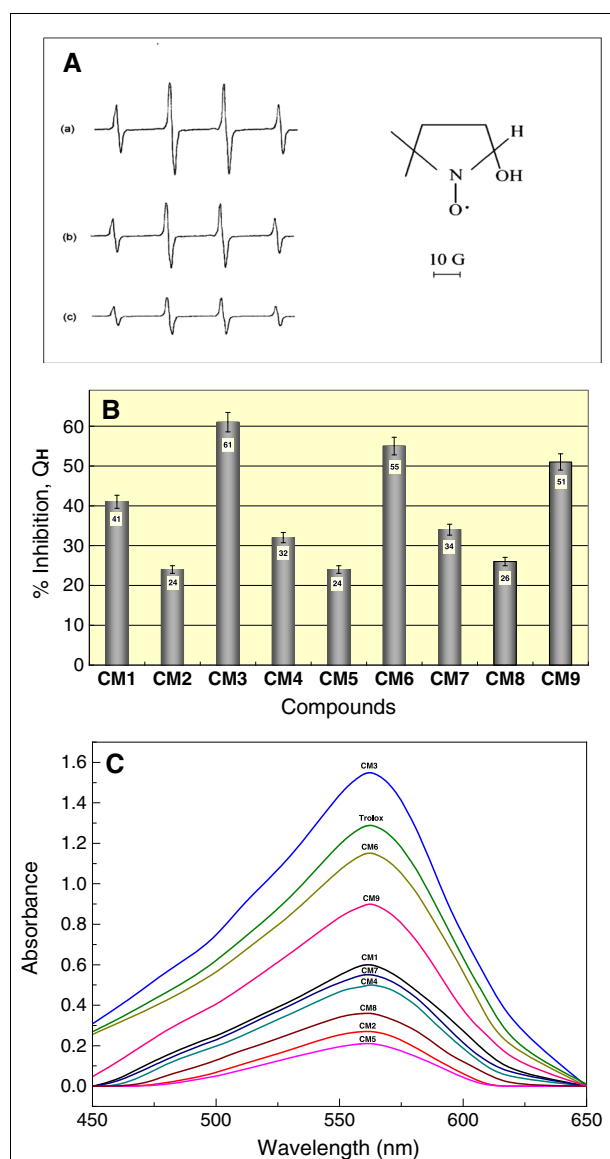 A
(a)
(b)
(c)
H
N
OH
O•
10 G
B
% Inhibition, QH
60
50
40
30
20
10
0
41
24
61
32
24
55
34
26
51
CM1 CM2 CM3 CM4 CM5 CM6 CM7 CM8 CM9
Compounds
C
Absorbance
1.6
1.4
1.2
1.0
0.8
0.6
0.4
0.2
0.0
CM3
Trolox
CM6
CM9
CM1
CM7
CM4
CM8
CM2
CM5
450 500 550 600 650
Wavelength (nm)